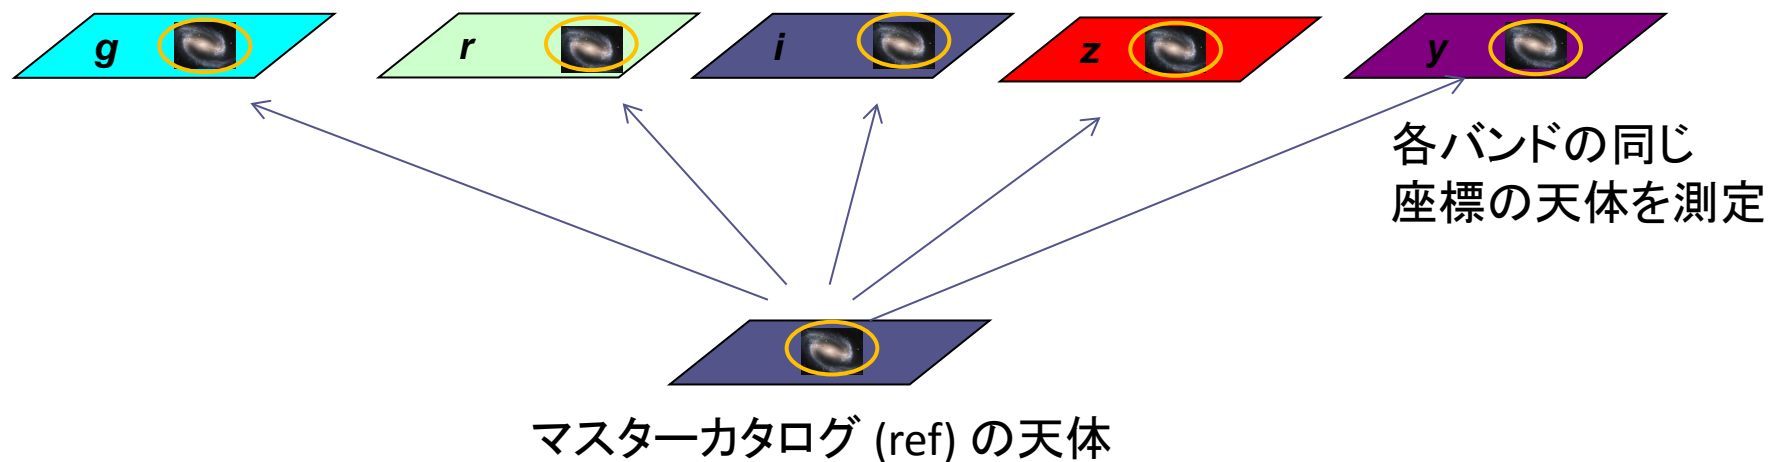 g r i z y
各バンドの同じ
座標の天体を測定
マスターカタログ (ref) の天体